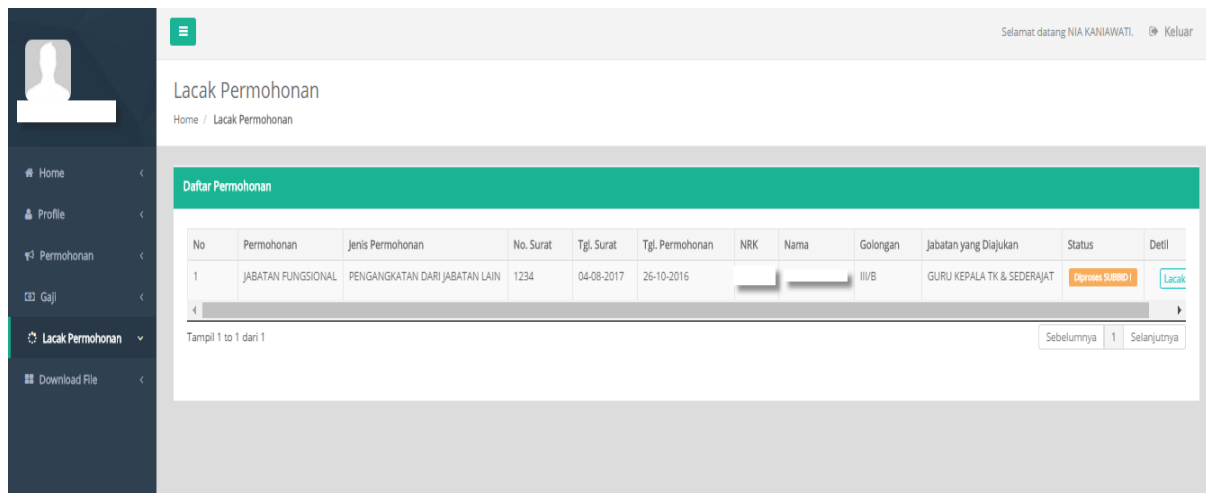 Selamat datang NIA KANIAWATI. Keluar
Lacak Permohonan
Home / Lacak Permohonan
Home
Profile
Permohonan
Gaji
Lacak Permohonan
Download File
Daftar Permohonan
No Permohonan Jenis Permohonan No. Surat Tgl. Surat Tgl. Permohonan NRK Nama Golongan Jabatan yang Diajukan Status Detil
1 JABATAN FUNGSIONAL PENGANGKATAN DARI JABATAN LAIN 1234 04-08-2017 26-10-2016 III/B GURU KEPALA TK & SEDERAJAT Diproses SUBBID I Lacak
Tampil 1 to 1 dari 1
Sebelumnya 1 Selanjutnya